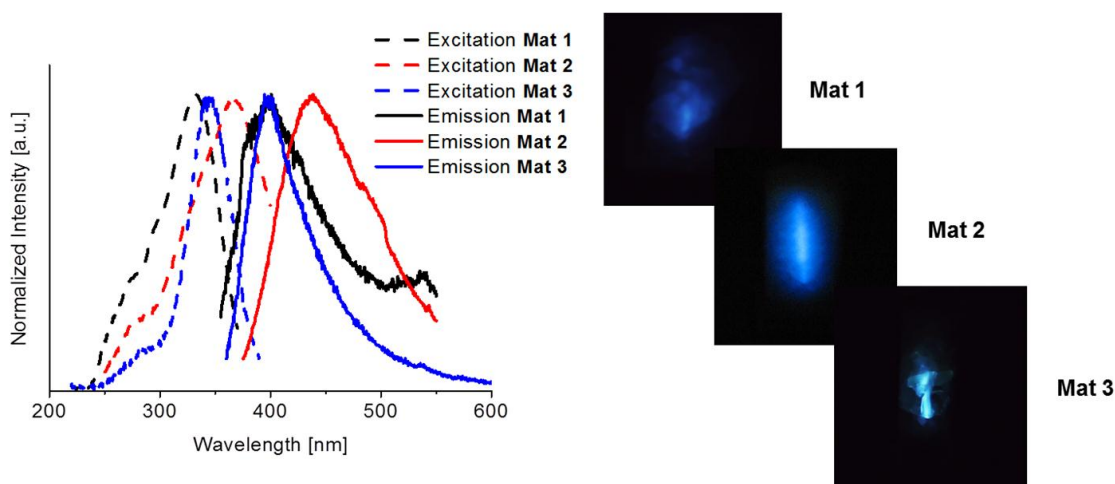 Excitation Mat 1
Excitation Mat 2
Excitation Mat 3
Emission Mat 1
Emission Mat 2
Emission Mat 3
Normalized Intensity [a.u.]
200 300 400 500 600
Wavelength [nm]
Mat 1
Mat 2
Mat 3